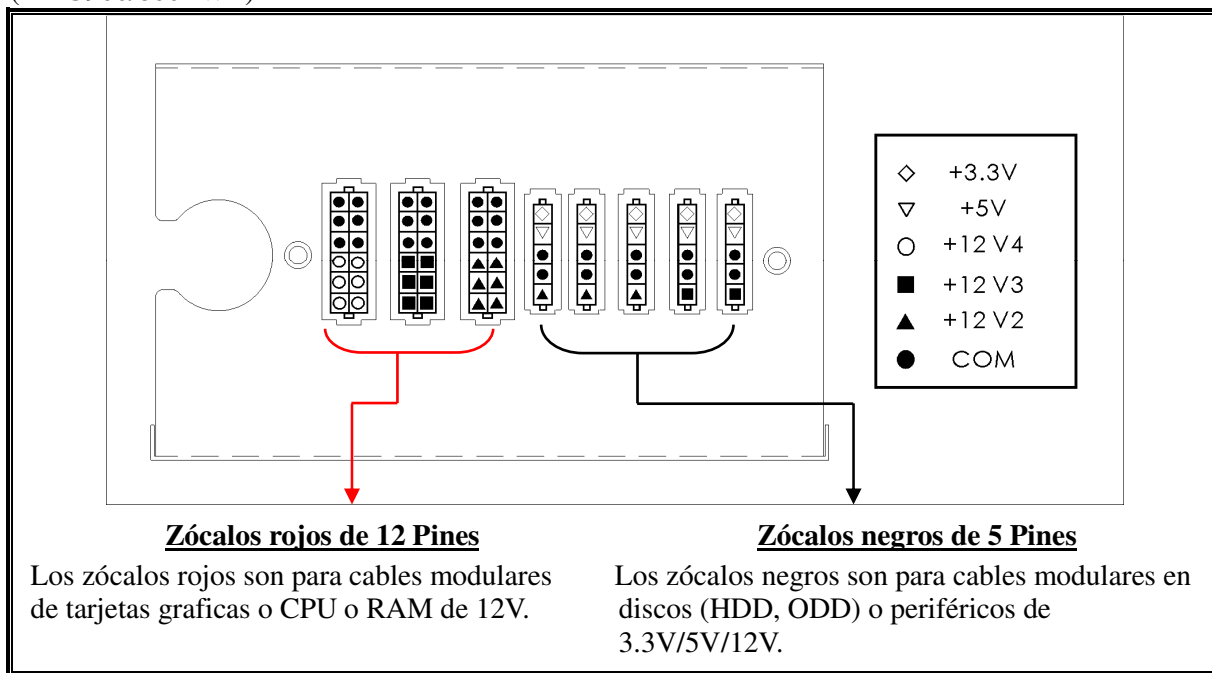 +3.3V
+5V
+12 V4
+12 V3
+12 V2
COM
Zócalos rojos de 12 Pines
Los zócalos rojos son para cables modulares
de tarjetas graficas o CPU o RAM de 12V.
Zócalos negros de 5 Pines
Los zócalos negros son para cables modulares en
discos (HDD, ODD) o periféricos de
3.3V/5V/12V.